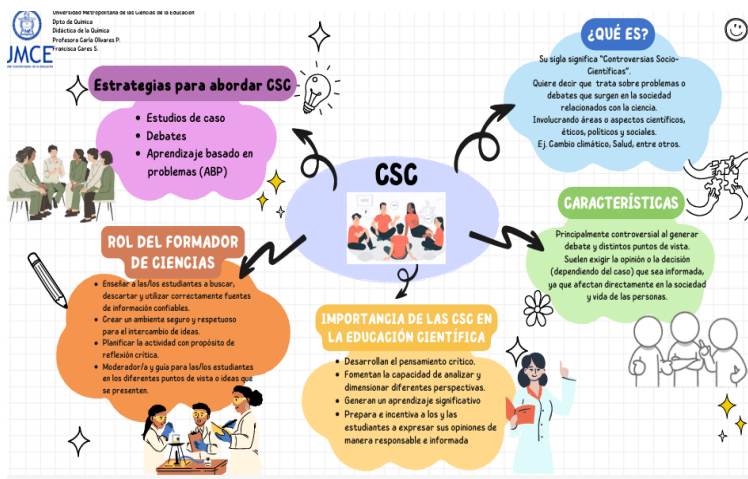 Universidad Metropolitana de las Ciencias de la Educación
Dpto de Química
Didáctica de la Química
Profesora Carla Olivares P.
Francisca Cares S.
UMCE
Estrategias para abordar CSC
Estudios de caso
Debates
Aprendizaje basado en
problemas (ABP)
¿QUÉ ES?
Su sigla significa "Controversias Socio-
Científicas".
Quiere decir que trata sobre problemas o
debates que surgen en la sociedad
relacionados con la ciencia.
Involucrando áreas o aspectos científicos,
éticos, políticos y sociales.
Ej. Cambio climático, Salud, entre otros.
CSC
CARACTERÍSTICAS
Principalmente controversial al generar
debate y distintos puntos de vista.
Suelen exigir la opinión o la decisión
(dependiendo del caso) que sea informada,
ya que afectan directamente en la sociedad
y vida de las personas.
ROL DEL FORMADOR
DE CIENCIAS
Enseñar a las/los estudiantes a buscar,
descartar y utilizar correctamente fuentes
de información confiables.
Crear un ambiente seguro y respetuoso
para el intercambio de ideas.
Planificar la actividad con propósito de
reflexión crítica.
Moderador/a y guía para las/los estudiantes
en los diferentes puntos de vista o ideas que
se presenten.
IMPORTANCIA DE LAS CSC EN
LA EDUCACIÓN CIENTÍFICA
Desarrollan el pensamiento crítico.
Fomentan la capacidad de analizar y
dimensionar diferentes perspectivas.
Generan un aprendizaje significativo
Prepara e incentiva a los y las
estudiantes a expresar sus opiniones de
manera responsable e informada